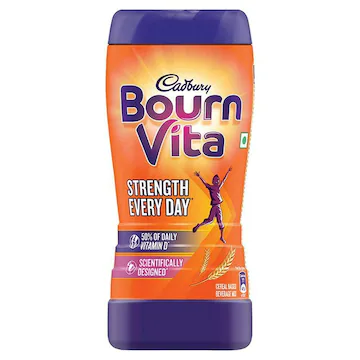 Cadbury
Bourn
Vita
STRENGTH
EVERY DAY*
50% OF DAILY
VITAMIN D*
SCIENTIFICALLY
DESIGNED
CEREAL BASED
BEVERAGE MIX